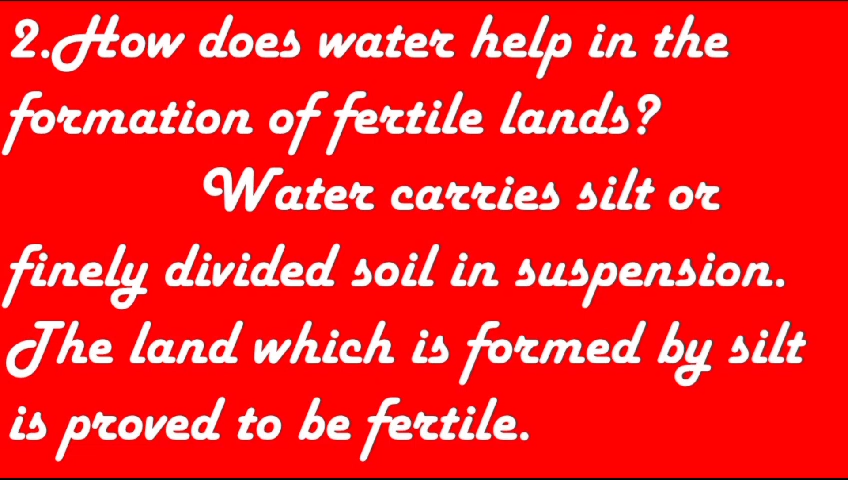 2.How does water help in the
formation of fertile lands?
Water carries silt or
finely divided soil in suspension.
The land which is formed by silt
is proved to be fertile.